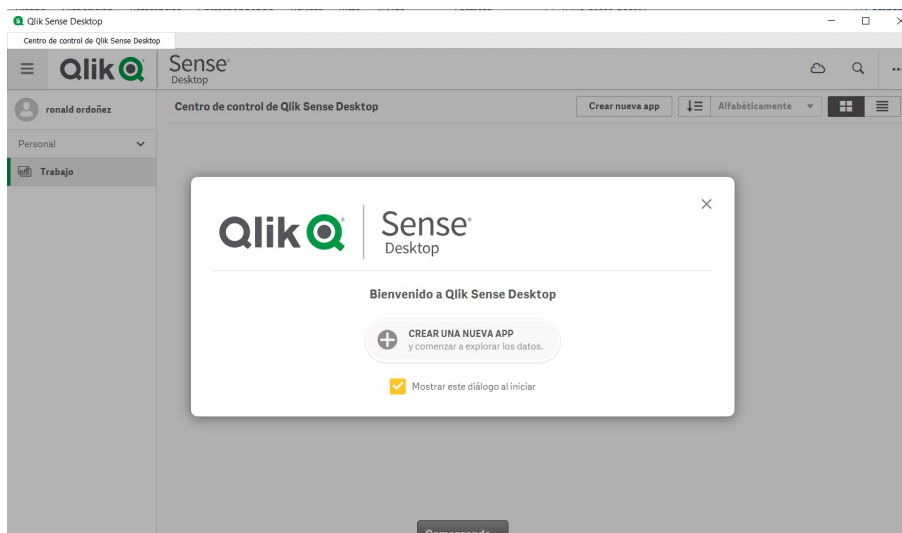 Qlik Sense Desktop
Centro de control de Qlik Sense Desktop
Qlik Sense
Desktop
ronald ordoñez
Centro de control de Qlik Sense Desktop
Crear nueva app
Alfabéticamente
Personal
Trabajo
Qlik Sense
Desktop
Bienvenido a Qlik Sense Desktop
CREAR UNA NUEVA APP
y comenzar a explorar los datos.
Mostrar este diálogo al iniciar